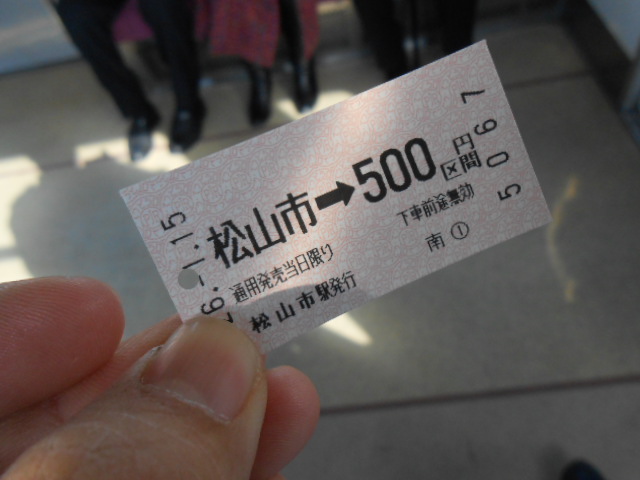 6.-1.15
松山市➡500円区間
通用発売当日限り
下車前途無効
松山市駅発行
南①
5067